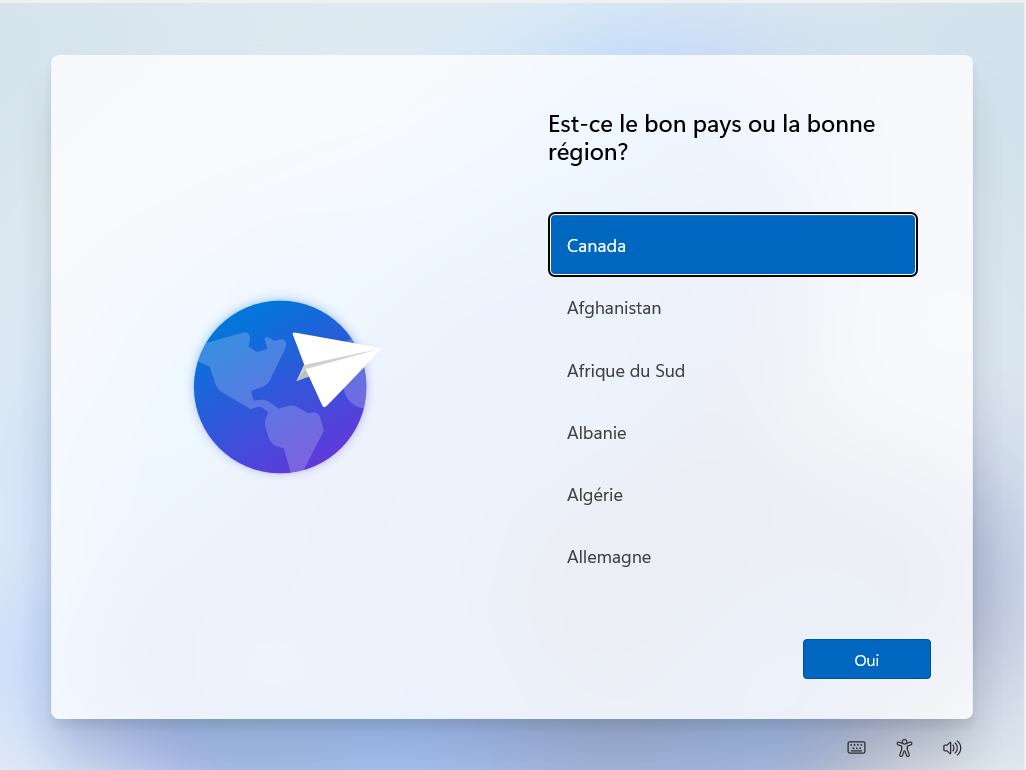 Est-ce le bon pays ou la bonne
région?
Canada
Afghanistan
Afrique du Sud
Albanie
Algérie
Allemagne
Oui